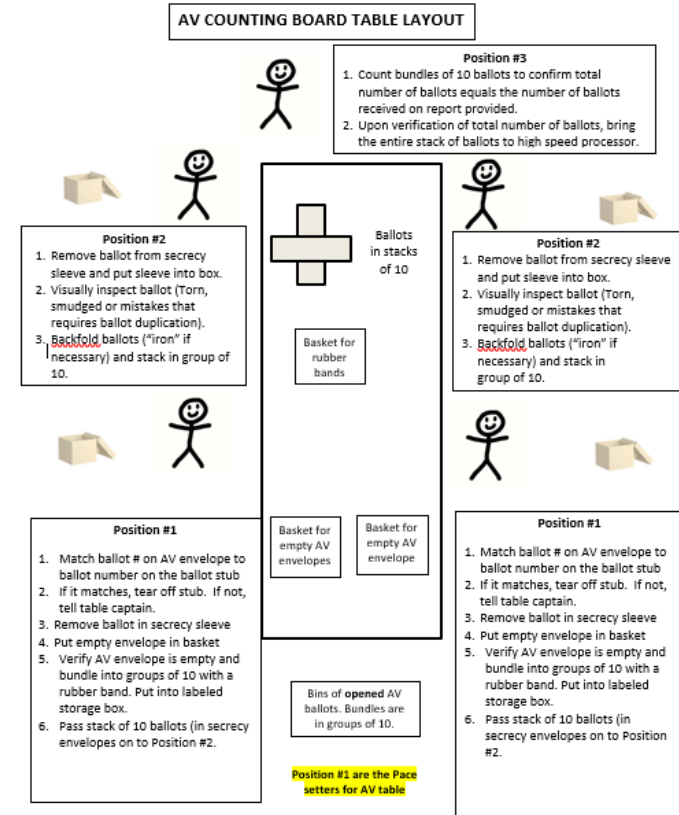 AV COUNTING BOARD TABLE LAYOUT
Position #3
1. Count bundles of 10 ballots to confirm total
number of ballots equals the number of ballots
received on report provided.
2. Upon verification of total number of ballots, bring
the entire stack of ballots to high speed processor.
Position #2
1. Remove ballot from secrecy
sleeve and put sleeve into box.
2. Visually inspect ballot (Torn,
smudged or mistakes that
requires ballot duplication).
3. Backfold ballots ("iron" if
necessary) and stack in group of
10.
Ballots
in stacks
of 10
Position #2
1. Remove ballot from secrecy sleeve
and put sleeve into box.
2. Visually inspect ballot (Torn,
smudged or mistakes that
requires ballot duplication).
3. Backfold ballots ("iron" if
necessary) and stack in
group of 10.
Basket for
rubber
bands
Position #1
1. Match ballot # on AV envelope to
ballot number on the ballot stub
2. If it matches, tear off stub. If not,
tell table captain.
3. Remove ballot in secrecy sleeve
4. Put empty envelope in basket
5. Verify AV envelope is empty and
bundle into groups of 10 with a
rubber band. Put into labeled
storage box.
6. Pass stack of 10 ballots (in secrecy
envelopes on to Position #2.
Basket for
empty AV
envelopes
Basket for
empty AV
envelope
Position #1
1. Match ballot # on AV envelope to
ballot number on the ballot stub
2. If it matches, tear off stub. If not,
tell table captain.
3. Remove ballot in secrecy sleeve
4. Put empty envelope in basket
5. Verify AV envelope is empty and
bundle into groups of 10 with a
rubber band. Put into labeled
storage box.
6. Pass stack of 10 ballots (in
secrecy envelopes on to Position
#2.
Bins of opened AV
ballots. Bundles are
in groups of 10.
Position #1 are the Pace
setters for AV table